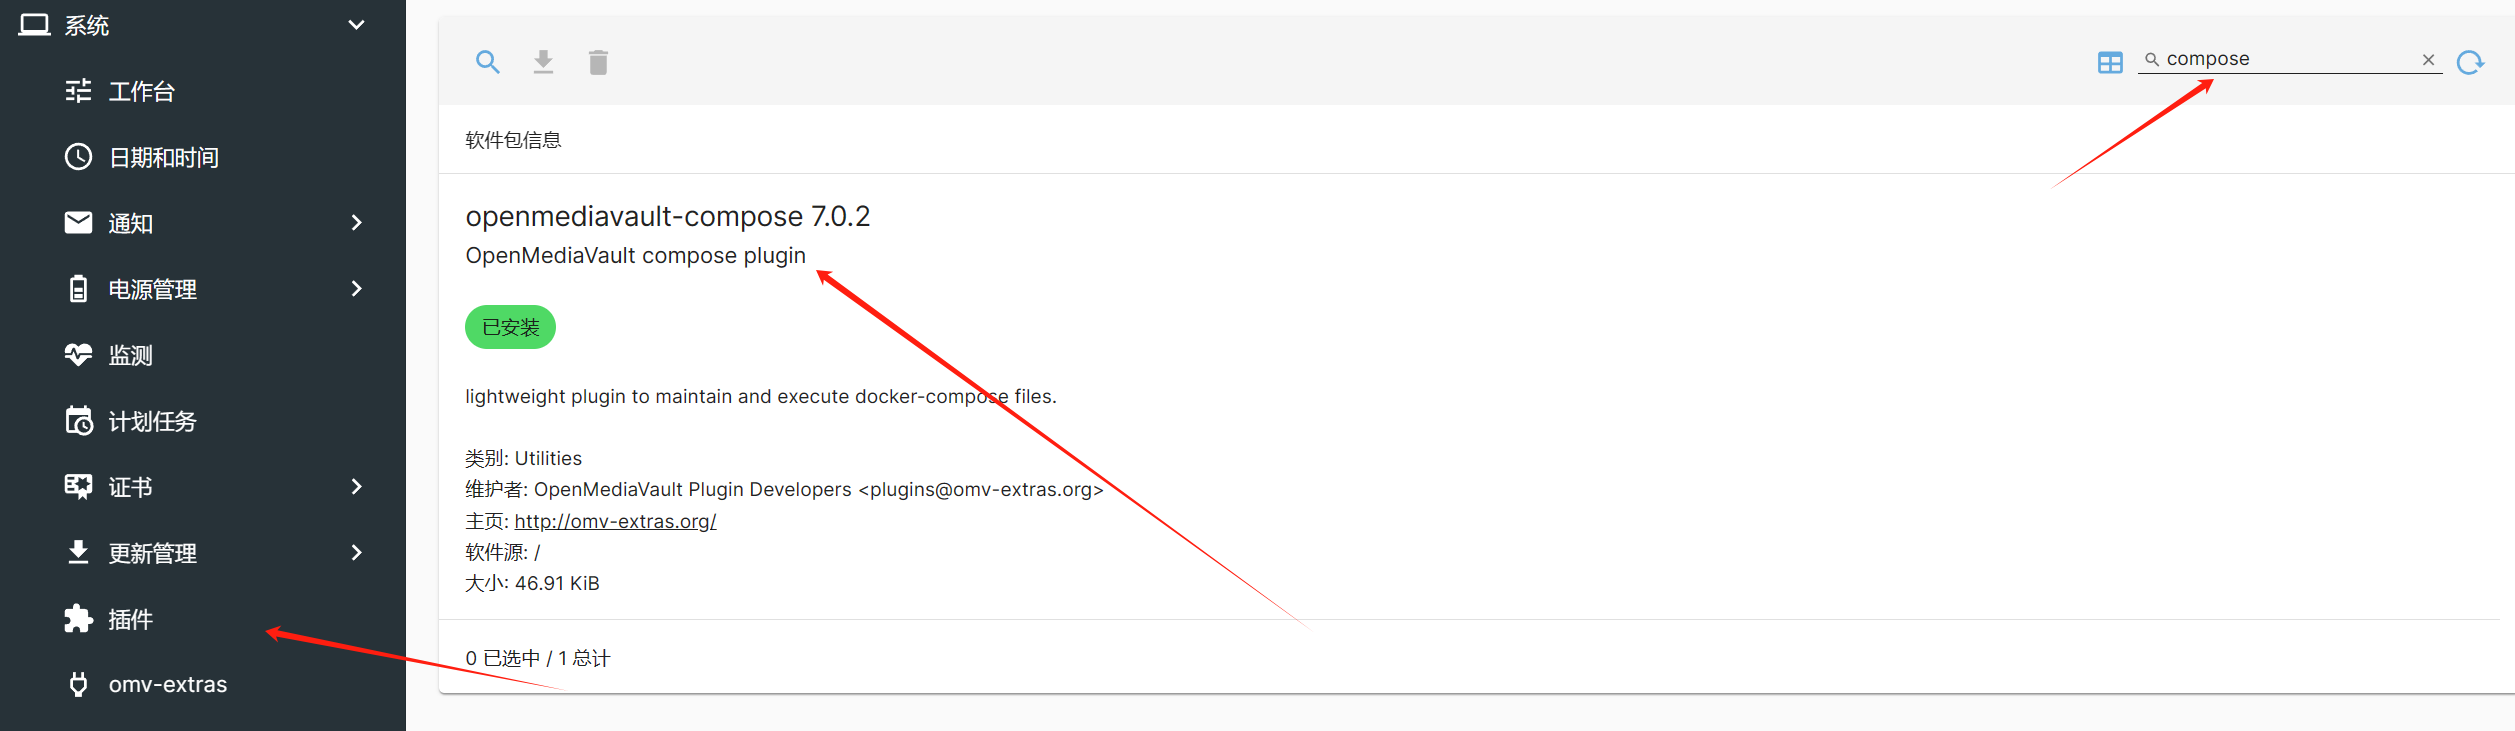 系统
工作台
日期和时间
通知
电源管理
监测
计划任务
证书
更新管理
插件
omv-extras
compose
软件包信息
openmediavault-compose 7.0.2
OpenMediaVault compose plugin
已安装
lightweight plugin to maintain and execute docker-compose files.
类别: Utilities
维护者: OpenMediaVault Plugin Developers <plugins@omv-extras.org>
主页: http://omv-extras.org/
软件源: /
大小: 46.91 KiB
0 已选中 / 1 总计